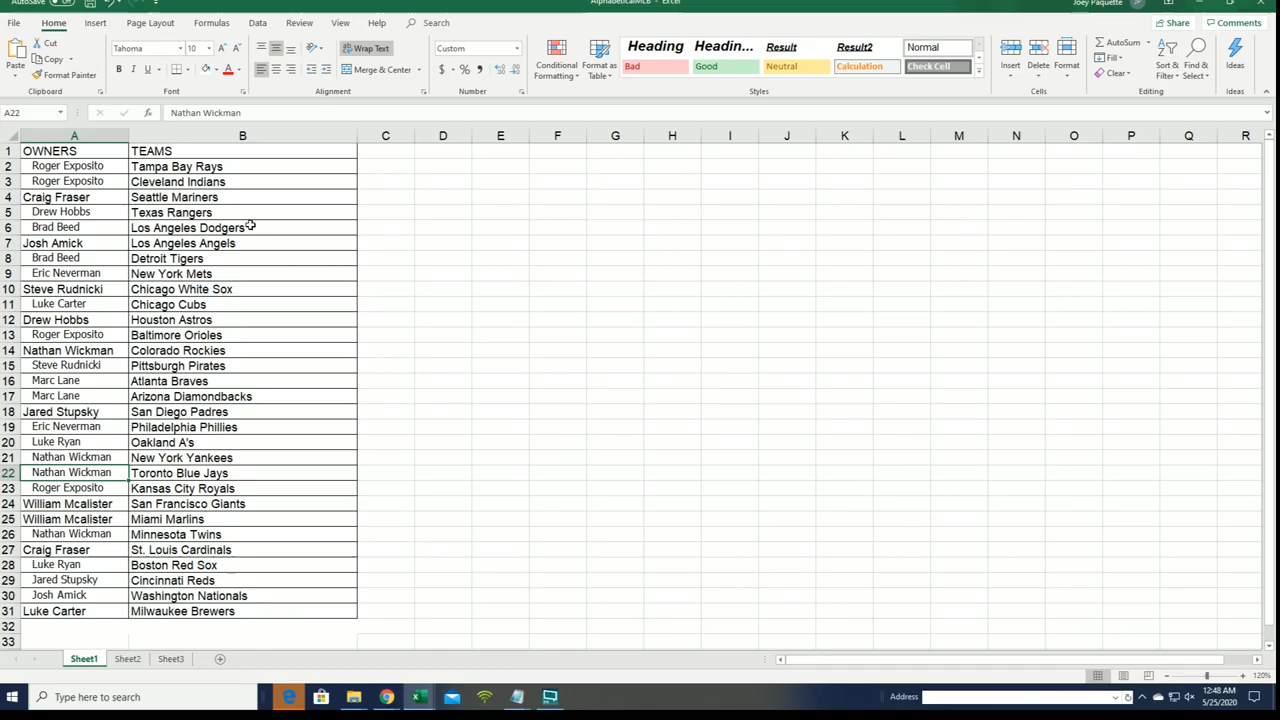 AutoSave
AlphabeticalMLB - Excel
Joey Paquette
JP
File Home Insert Page Layout Formulas Data Review View Help Search Share Comments
Paste
Cut
Copy
Format Painter
Clipboard
Tahoma 10
B I U
Font
Wrap Text
Merge & Center
Alignment
Custom
$ % ,
Number
Conditional Formatting
Format as Table
Heading Headin... Result Result2 Normal
Bad Good Neutral Calculation Check Cell
Styles
Insert Delete Format
Cells
AutoSum
Fill
Clear
Sort & Filter
Find & Select
Editing
Ideas
Ideas
A22 fx Nathan Wickman
A B C D E F G H I J K L M N O P Q R
1 OWNERS TEAMS
2 Roger Exposito Tampa Bay Rays
3 Roger Exposito Cleveland Indians
4 Craig Fraser Seattle Mariners
5 Drew Hobbs Texas Rangers
6 Brad Beed Los Angeles Dodgers
7 Josh Amick Los Angeles Angels
8 Brad Beed Detroit Tigers
9 Eric Neverman New York Mets
10 Steve Rudnicki Chicago White Sox
11 Luke Carter Chicago Cubs
12 Drew Hobbs Houston Astros
13 Roger Exposito Baltimore Orioles
14 Nathan Wickman Colorado Rockies
15 Steve Rudnicki Pittsburgh Pirates
16 Marc Lane Atlanta Braves
17 Marc Lane Arizona Diamondbacks
18 Jared Stupsky San Diego Padres
19 Eric Neverman Philadelphia Phillies
20 Luke Ryan Oakland A's
21 Nathan Wickman New York Yankees
22 Nathan Wickman Toronto Blue Jays
23 Roger Exposito Kansas City Royals
24 William Mcalister San Francisco Giants
25 William Mcalister Miami Marlins
26 Nathan Wickman Minnesota Twins
27 Craig Fraser St. Louis Cardinals
28 Luke Ryan Boston Red Sox
29 Jared Stupsky Cincinnati Reds
30 Josh Amick Washington Nationals
31 Luke Carter Milwaukee Brewers
32
33
Sheet1 Sheet2 Sheet3
120%
Type here to search
Address
12:48 AM
5/25/2020